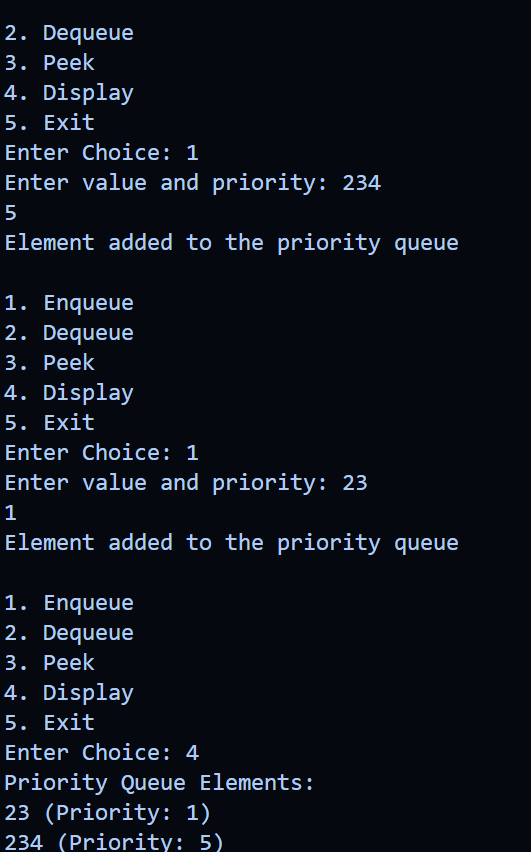 2. Dequeue
3. Peek
4. Display
5. Exit
Enter Choice: 1
Enter value and priority: 234
5
Element added to the priority queue
1. Enqueue
2. Dequeue
3. Peek
4. Display
5. Exit
Enter Choice: 1
Enter value and priority: 23
1
Element added to the priority queue
1. Enqueue
2. Dequeue
3. Peek
4. Display
5. Exit
Enter Choice: 4
Priority Queue Elements:
23 (Priority: 1)
234 (Priority: 5)